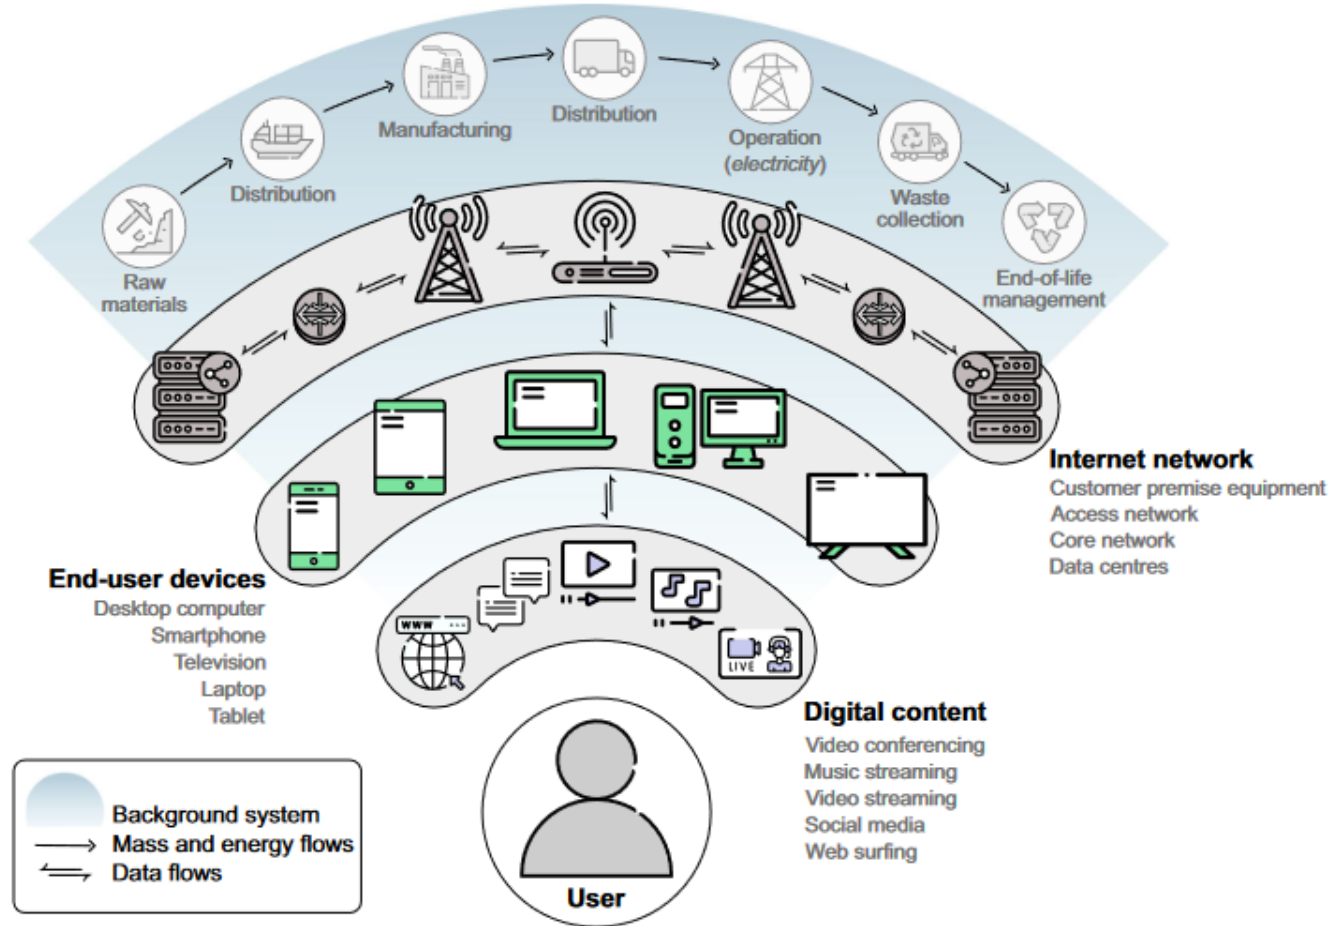 Distribution
Manufacturing
Distribution
Operation
(electricity)
Waste
collection
Raw
materials
End-of-life
management
Internet network
Customer premise equipment
Access network
Core network
Data centres
End-user devices
Desktop computer
Smartphone
Television
Laptop
Tablet
WWW
LIVE
Digital content
Video conferencing
Music streaming
Video streaming
Social media
Web surfing
User
Background system
Mass and energy flows
Data flows